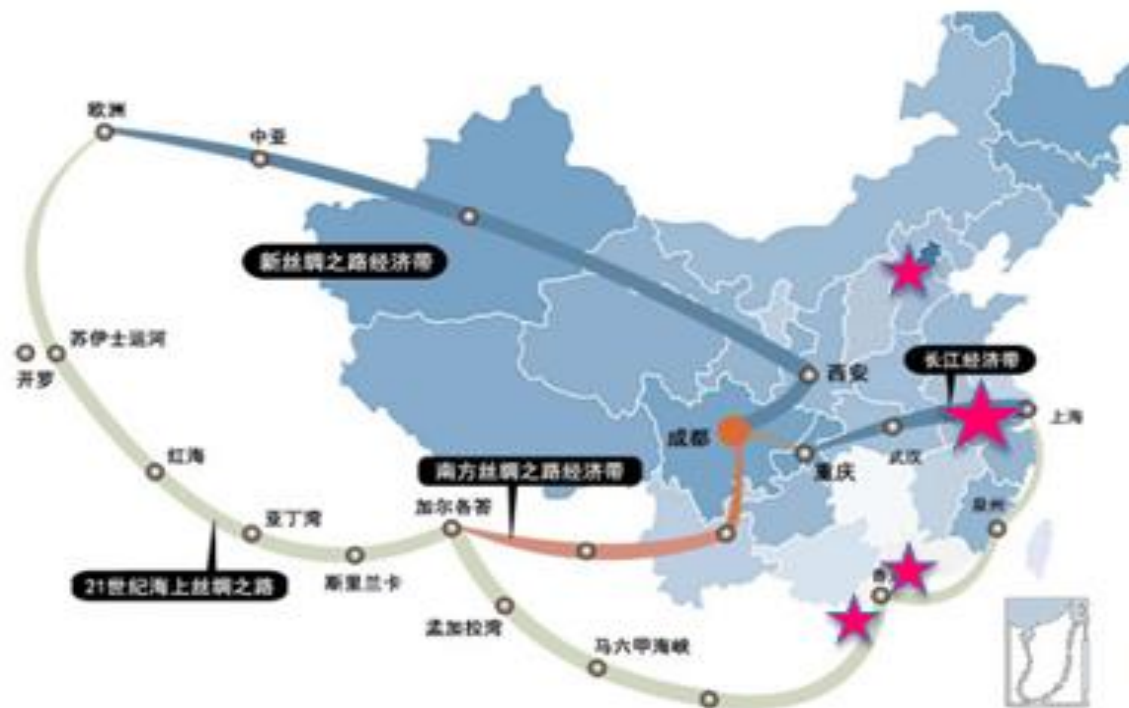 欧洲
中亚
新丝绸之路经济带
苏伊士运河
开罗
西安
长江经济带
上海
成都
武汉
重庆
红海
南方丝绸之路经济带
加尔各答
泉州
亚丁湾
斯里兰卡
21世纪海上丝绸之路
孟加拉湾
马六甲海峡